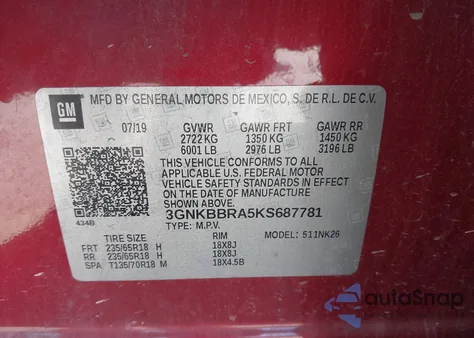 GM
MFD BY GENERAL MOTORS DE MEXICO, S. DE R.L. DE C.V.
07/19 GVWR GAWR FRT GAWR RR
2722 KG 1350 KG 1450 KG
6001 LB 2976 LB 3196 LB
THIS VEHICLE CONFORMS TO ALL
APPLICABLE U.S. FEDERAL MOTOR
VEHICLE SAFETY STANDARDS IN
EFFECT ON THE DATE OF
MANUFACTURE SHOWN ABOVE
3GNKBBRA5KS687781
434B TYPE: M.P.V. MODEL: 511NK26
TIRE SIZE RIM
FRT 235/65R18 H 18X8J
RR 235/65R18 H 18X8J
SPA T135/70R18 M 18X4.5B
autoSnap